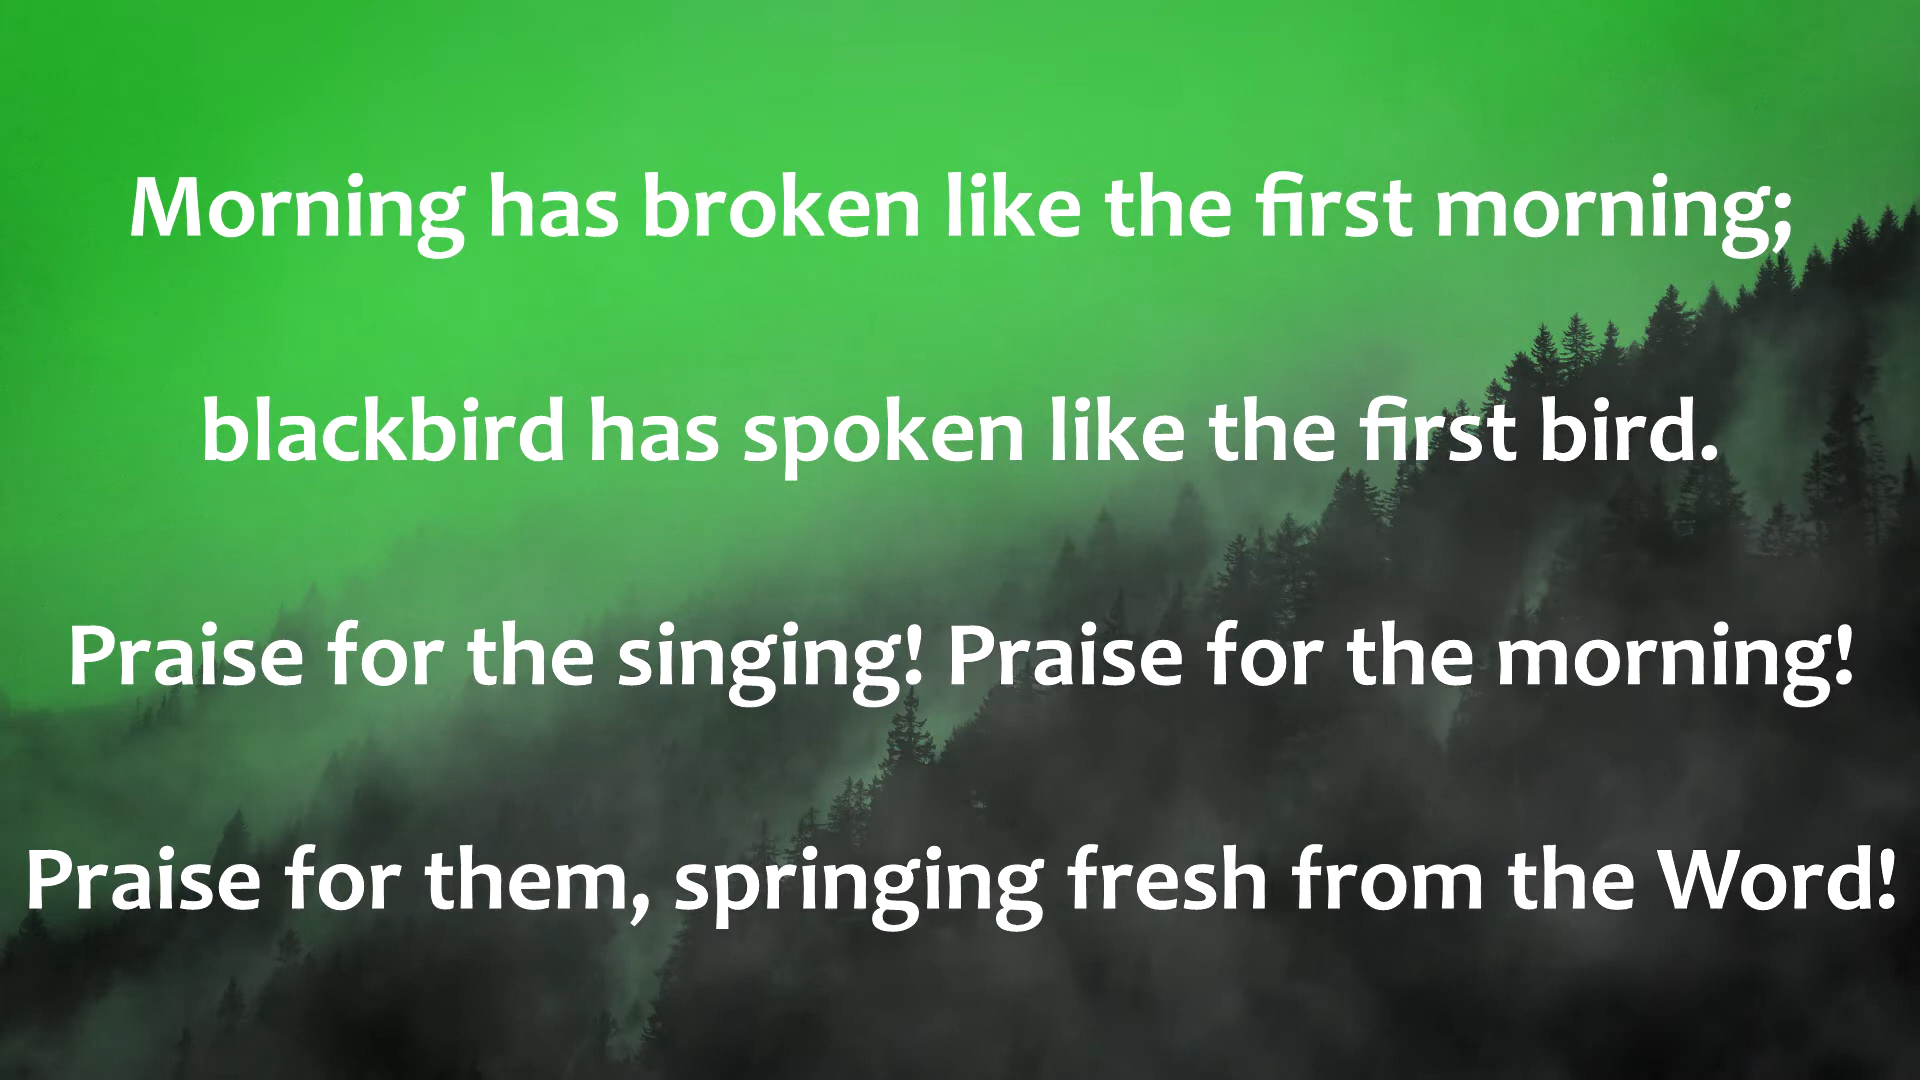 Morning has broken like the first morning;
blackbird has spoken like the first bird.
Praise for the singing! Praise for the morning!
Praise for them, springing fresh from the Word!